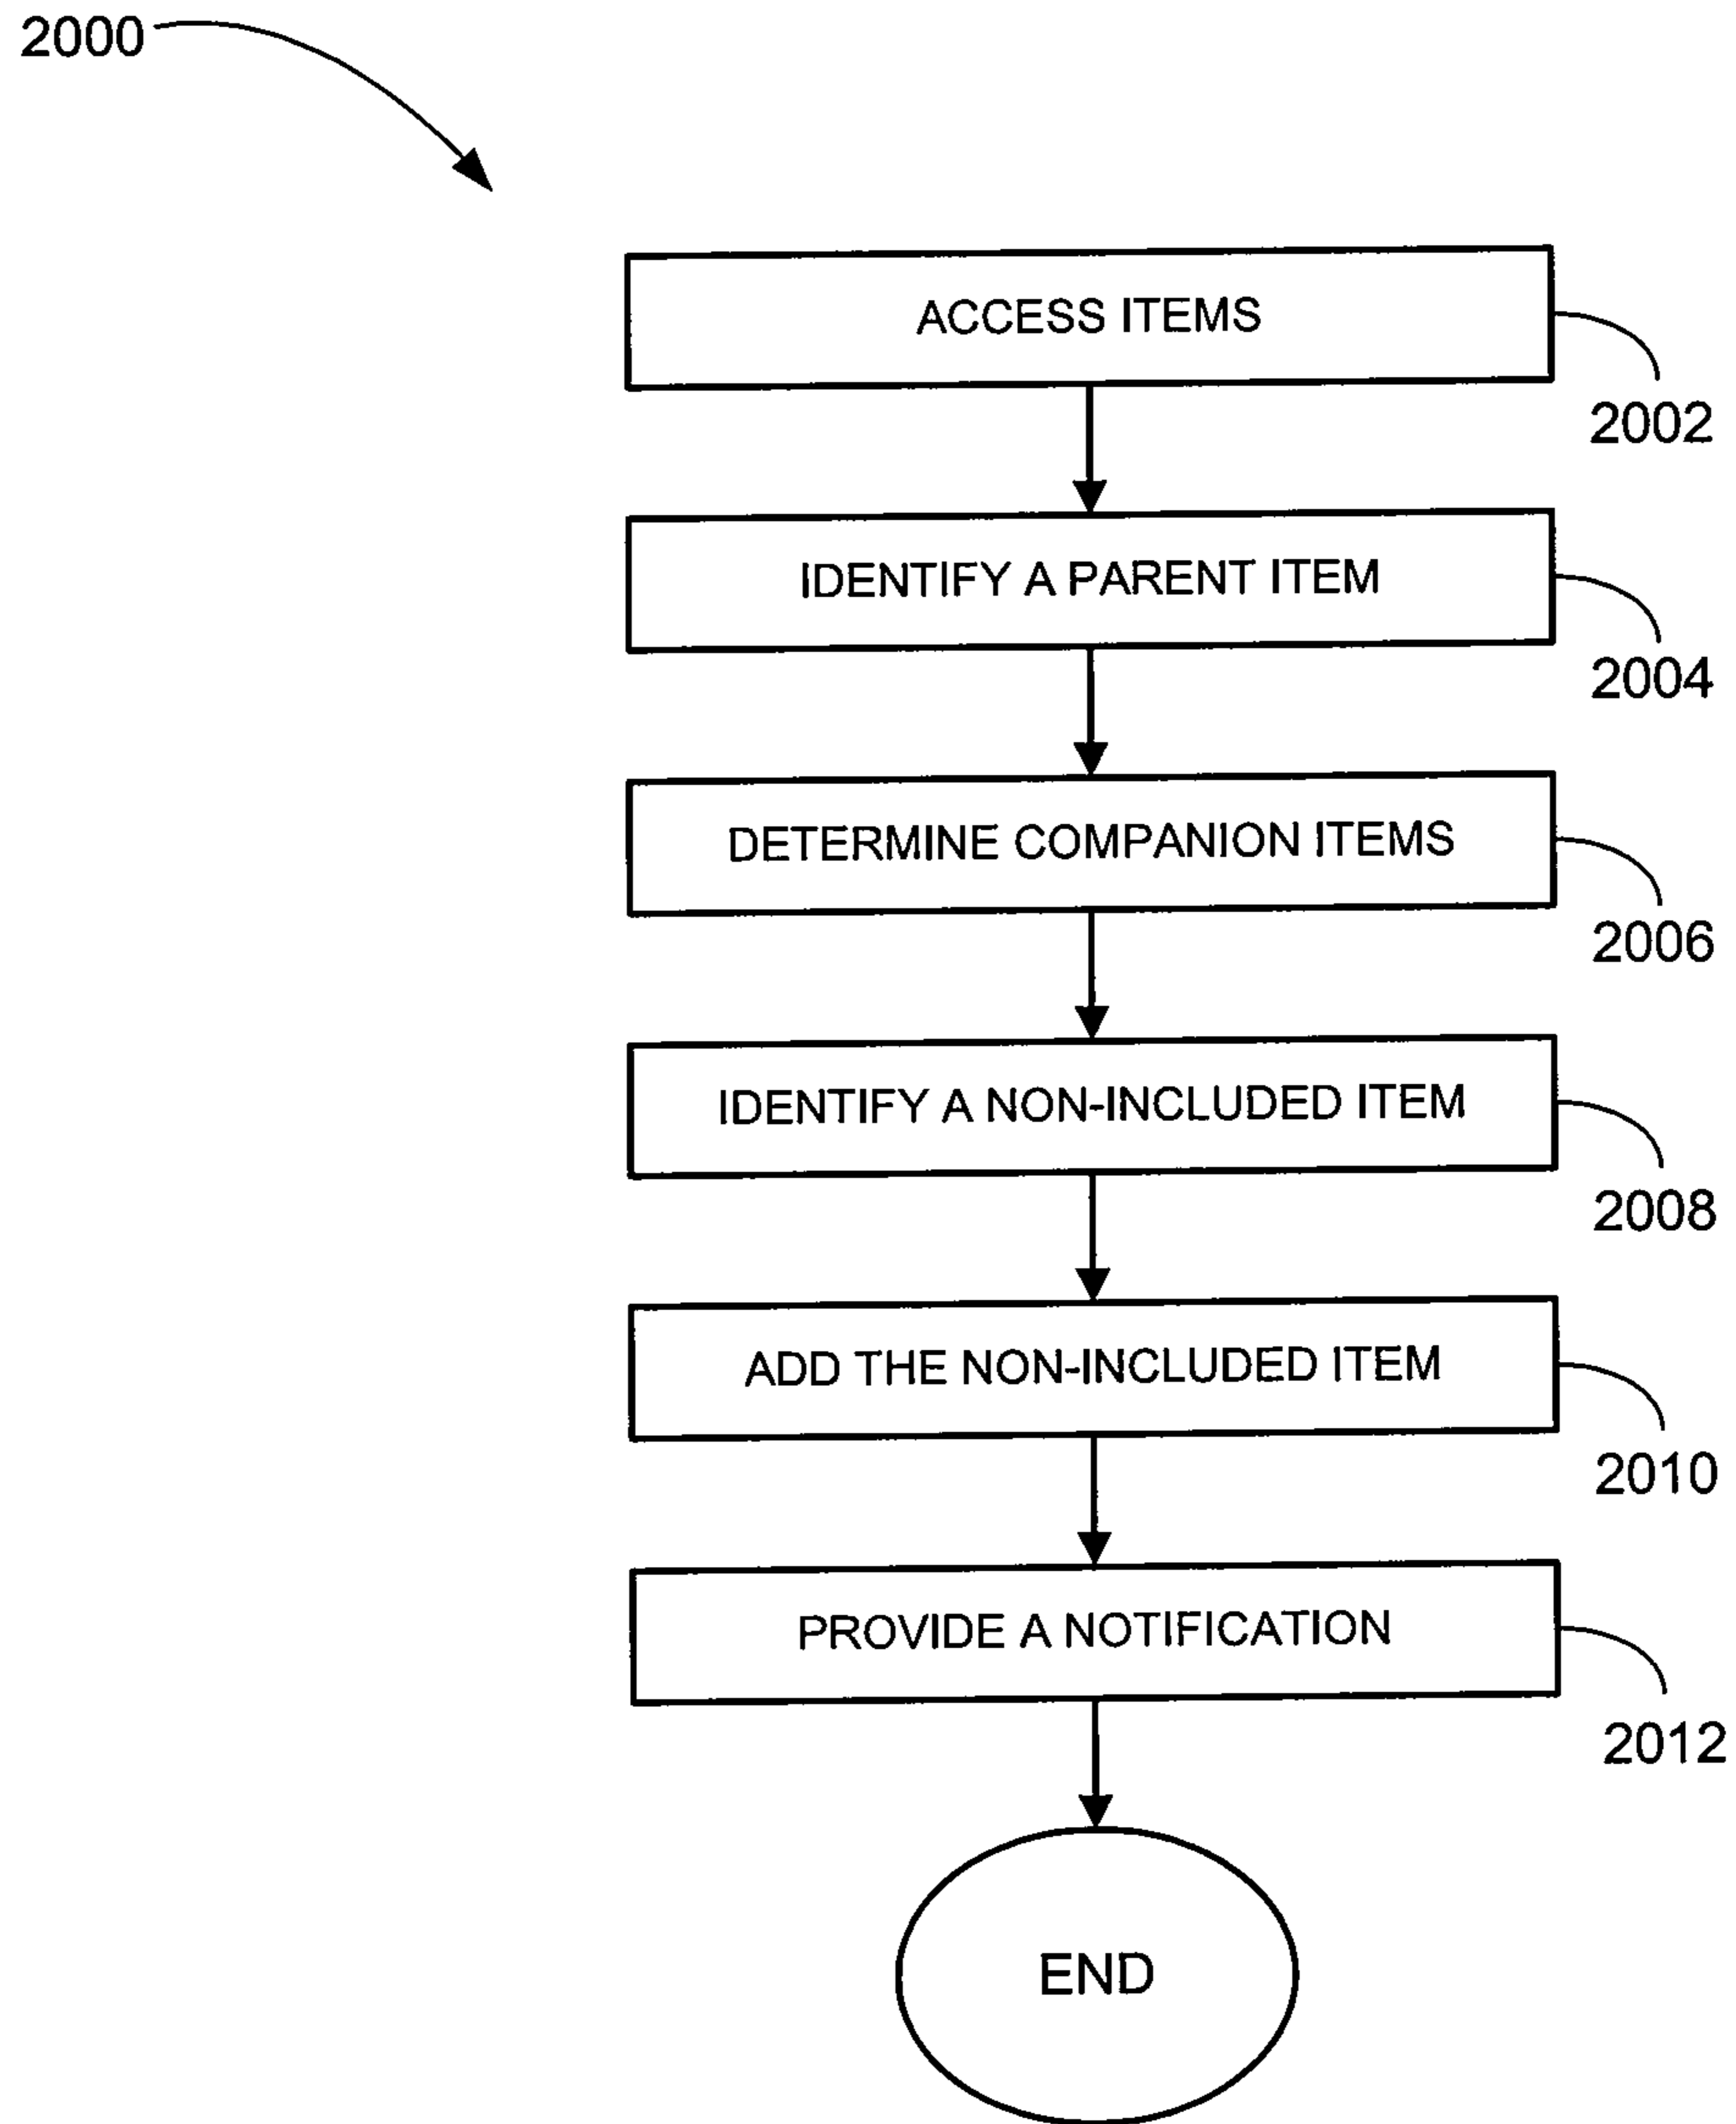 2000
ACCESS ITEMS
2002
IDENTIFY A PARENT ITEM
2004
DETERMINE COMPANION ITEMS
2006
IDENTIFY A NON-INCLUDED ITEM
2008
ADD THE NON-INCLUDED ITEM
2010
PROVIDE A NOTIFICATION
2012
END